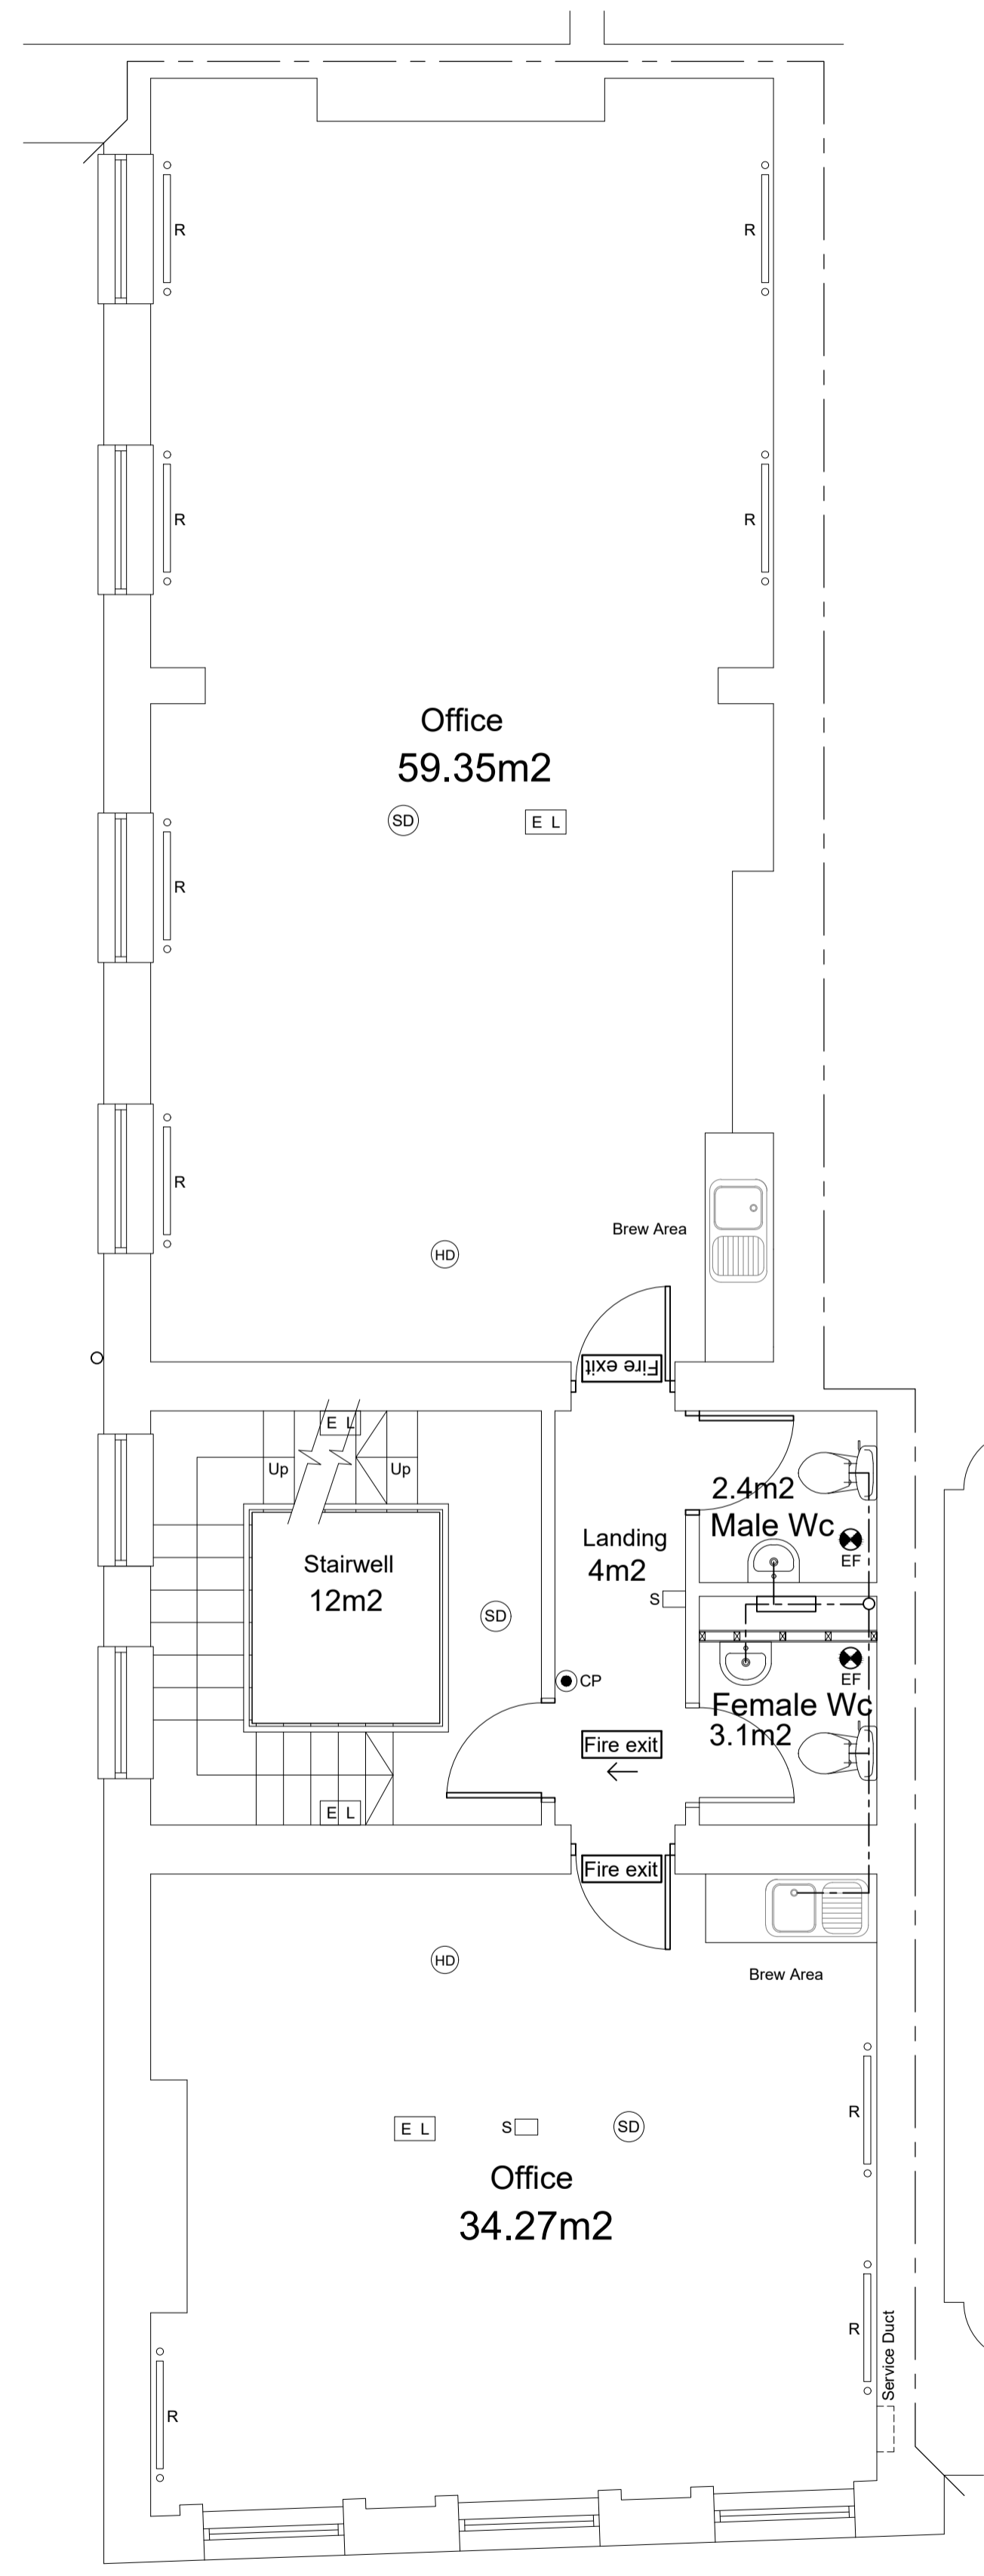 R
R
R
R
Office
59.35m2
SD
E L
R
R
Brew Area
HD
Fire exit
E L
Up
Up
2.4m2
Male Wc
EF
Landing
4m2
Stairwell
12m2
S
SD
EF
CP
Female Wc
3.1m2
Fire exit
E L
Fire exit
HD
Brew Area
R
E L
S
SD
Office
34.27m2
R
Service Duct
R